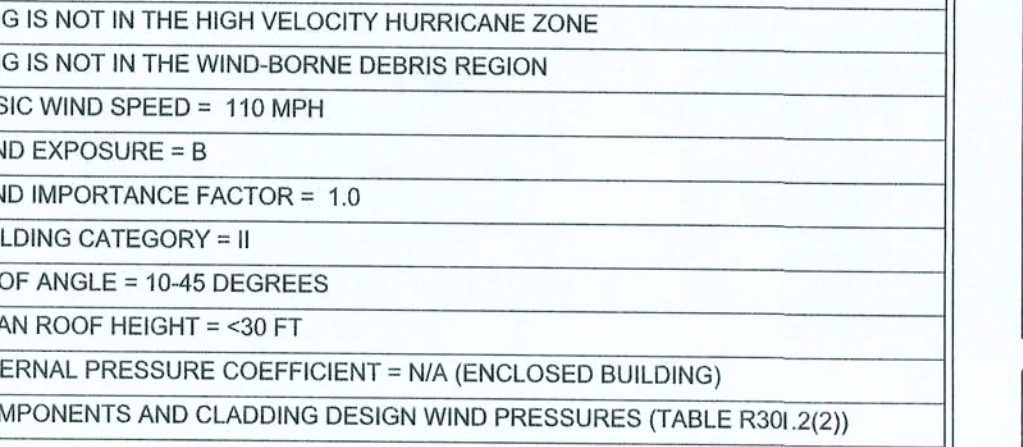 G IS NOT IN THE HIGH VELOCITY HURRICANE ZONE
G IS NOT IN THE WIND-BORNE DEBRIS REGION
SIC WIND SPEED = 110 MPH
ND EXPOSURE = B
ND IMPORTANCE FACTOR = 1.0
LDING CATEGORY = II
OF ANGLE = 10-45 DEGREES
AN ROOF HEIGHT = <30 FT
ERNAL PRESSURE COEFFICIENT = N/A (ENCLOSED BUILDING)
MPONENTS AND CLADDING DESIGN WIND PRESSURES (TABLE R301.2(2))